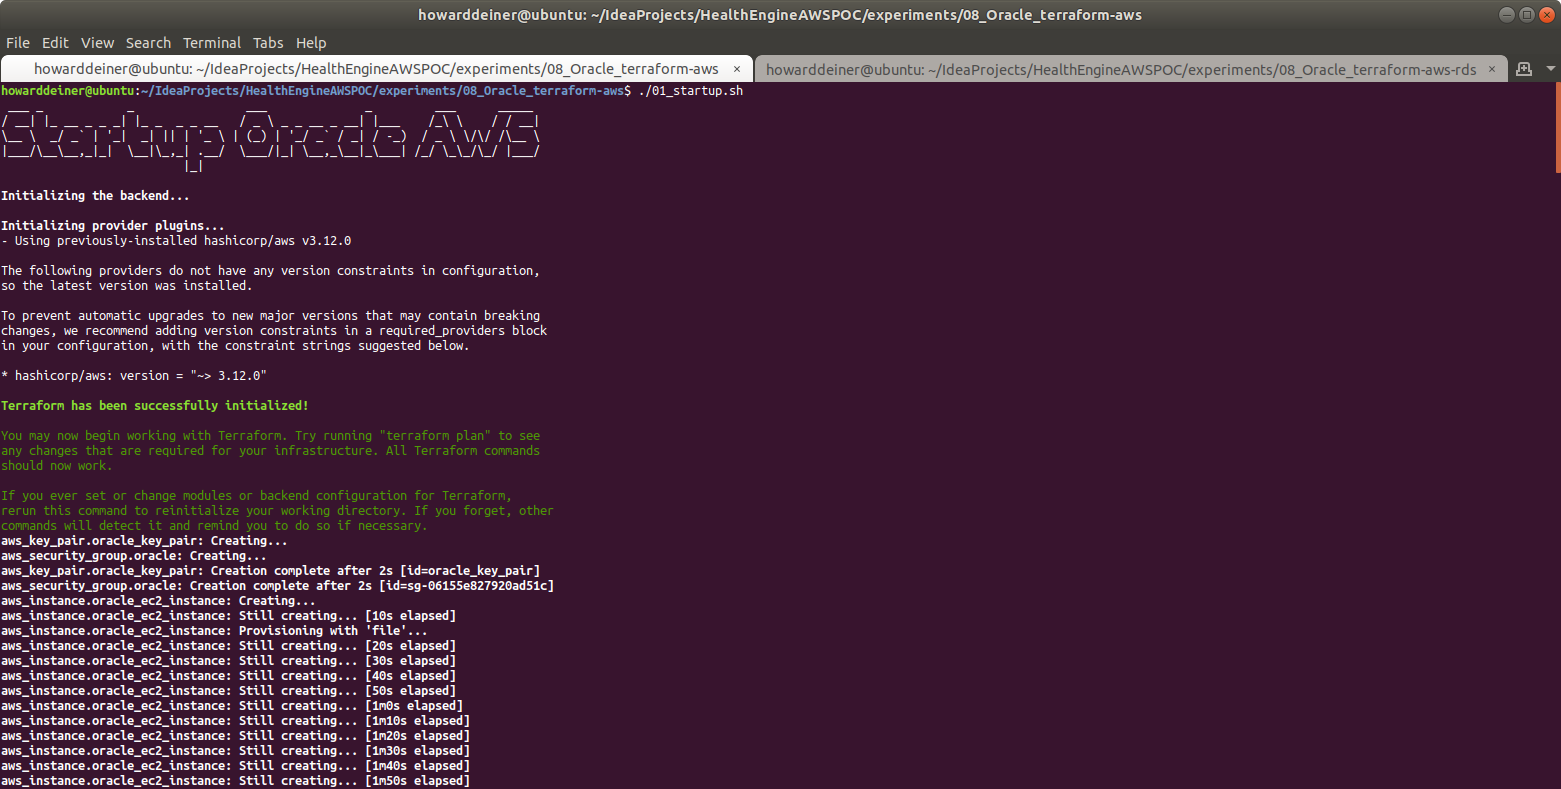 howarddeiner@ubuntu: ~/IdeaProjects/HealthEngineAWSPOC/experiments/08_Oracle_terraform-aws
File Edit View Search Terminal Tabs Help
howarddeiner@ubuntu: ~/IdeaProjects/HealthEngineAWSPOC/experiments/08_Oracle_terraform-aws × howarddeiner@ubuntu: ~/IdeaProjects/HealthEngineAWSPOC/experiments/08_Oracle_terraform-aws-rds ×
howarddeiner@ubuntu:~/IdeaProjects/HealthEngineAWSPOC/experiments/08_Oracle_terraform-aws$ ./01_startup.sh
Startup Oracle AWS
Initializing the backend...
Initializing provider plugins...
- Using previously-installed hashicorp/aws v3.12.0
The following providers do not have any version constraints in configuration,
so the latest version was installed.
To prevent automatic upgrades to new major versions that may contain breaking
changes, we recommend adding version constraints in a required_providers block
in your configuration, with the constraint strings suggested below.
* hashicorp/aws: version = "~> 3.12.0"
Terraform has been successfully initialized!
You may now begin working with Terraform. Try running "terraform plan" to see
any changes that are required for your infrastructure. All Terraform commands
should now work.
If you ever set or change modules or backend configuration for Terraform,
rerun this command to reinitialize your working directory. If you forget, other
commands will detect it and remind you to do so if necessary.
aws_key_pair.oracle_key_pair: Creating...
aws_security_group.oracle: Creating...
aws_key_pair.oracle_key_pair: Creation complete after 2s [id=oracle_key_pair]
aws_security_group.oracle: Creation complete after 2s [id=sg-06155e827920ad51c]
aws_instance.oracle_ec2_instance: Creating...
aws_instance.oracle_ec2_instance: Still creating... [10s elapsed]
aws_instance.oracle_ec2_instance: Provisioning with 'file'...
aws_instance.oracle_ec2_instance: Still creating... [20s elapsed]
aws_instance.oracle_ec2_instance: Still creating... [30s elapsed]
aws_instance.oracle_ec2_instance: Still creating... [40s elapsed]
aws_instance.oracle_ec2_instance: Still creating... [50s elapsed]
aws_instance.oracle_ec2_instance: Still creating... [1m0s elapsed]
aws_instance.oracle_ec2_instance: Still creating... [1m10s elapsed]
aws_instance.oracle_ec2_instance: Still creating... [1m20s elapsed]
aws_instance.oracle_ec2_instance: Still creating... [1m30s elapsed]
aws_instance.oracle_ec2_instance: Still creating... [1m40s elapsed]
aws_instance.oracle_ec2_instance: Still creating... [1m50s elapsed]